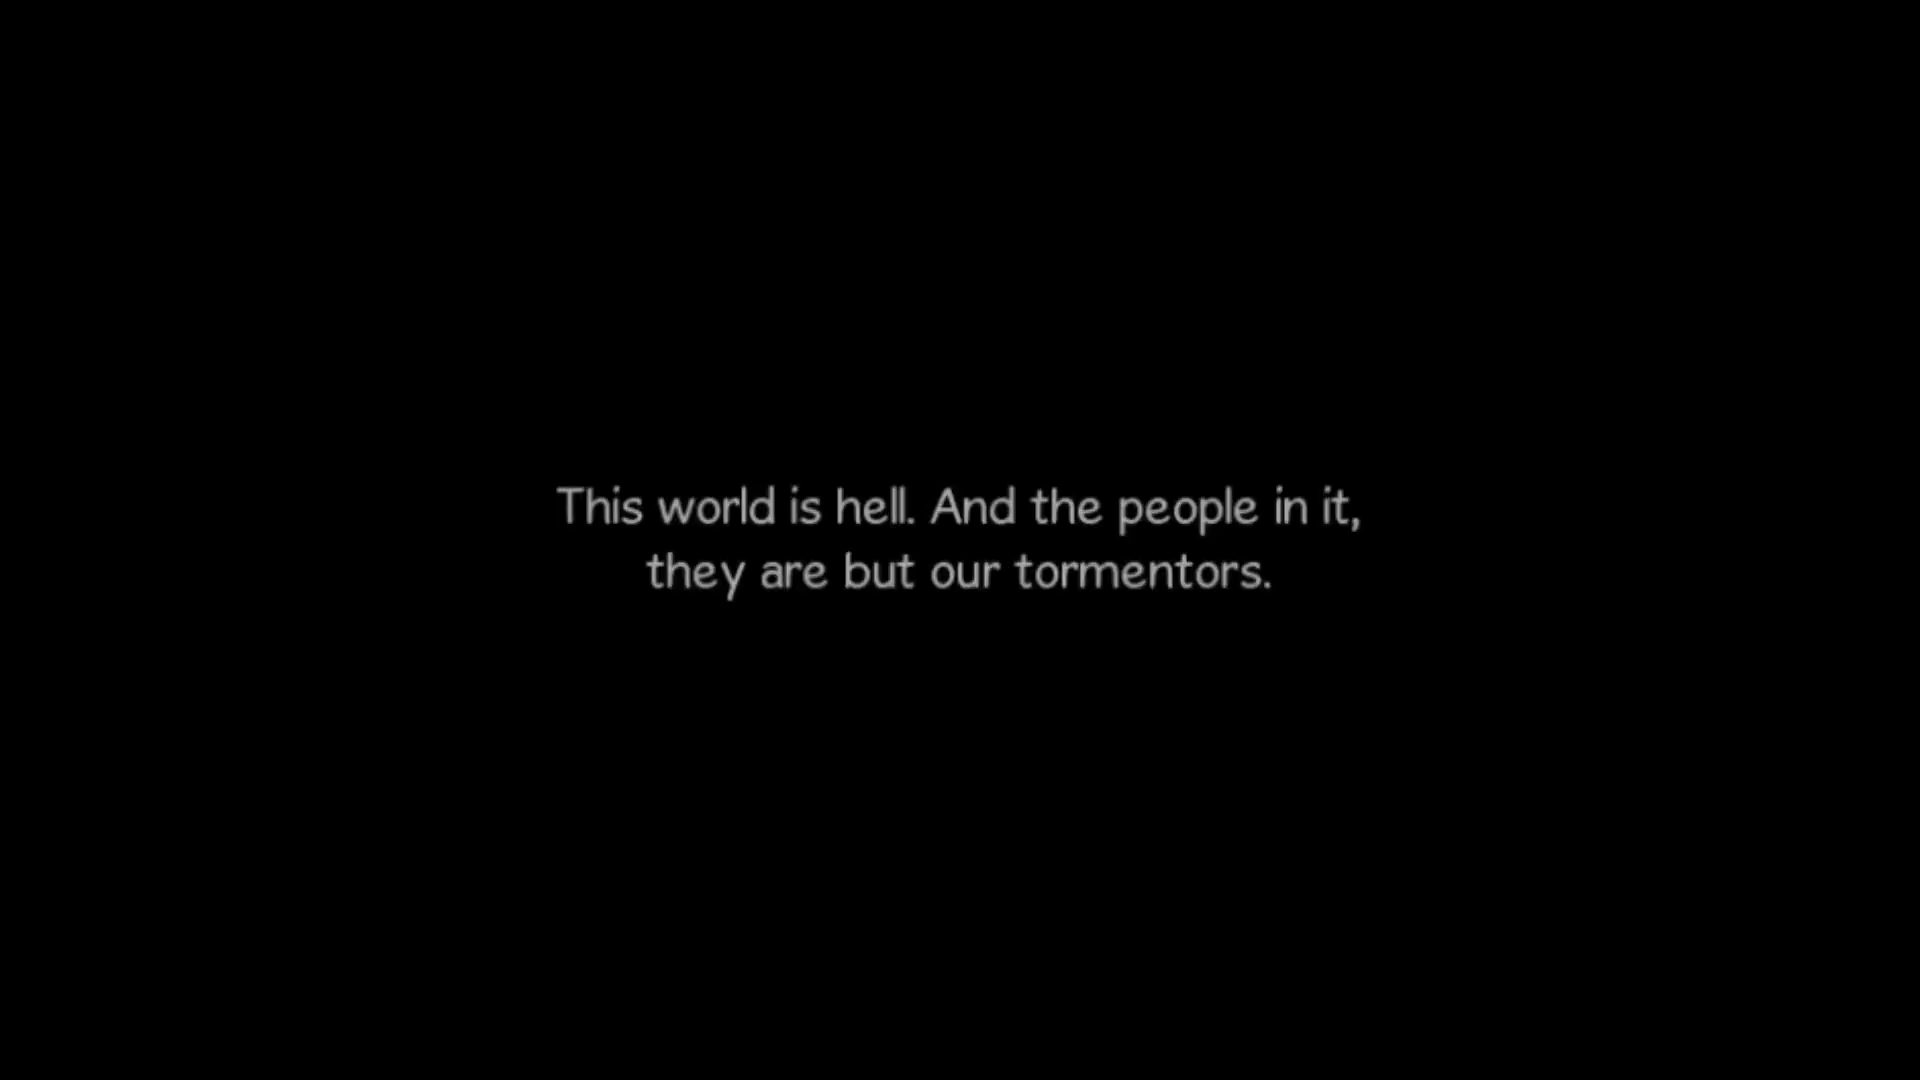 This world is hell. And the people in it,
they are but our tormentors.